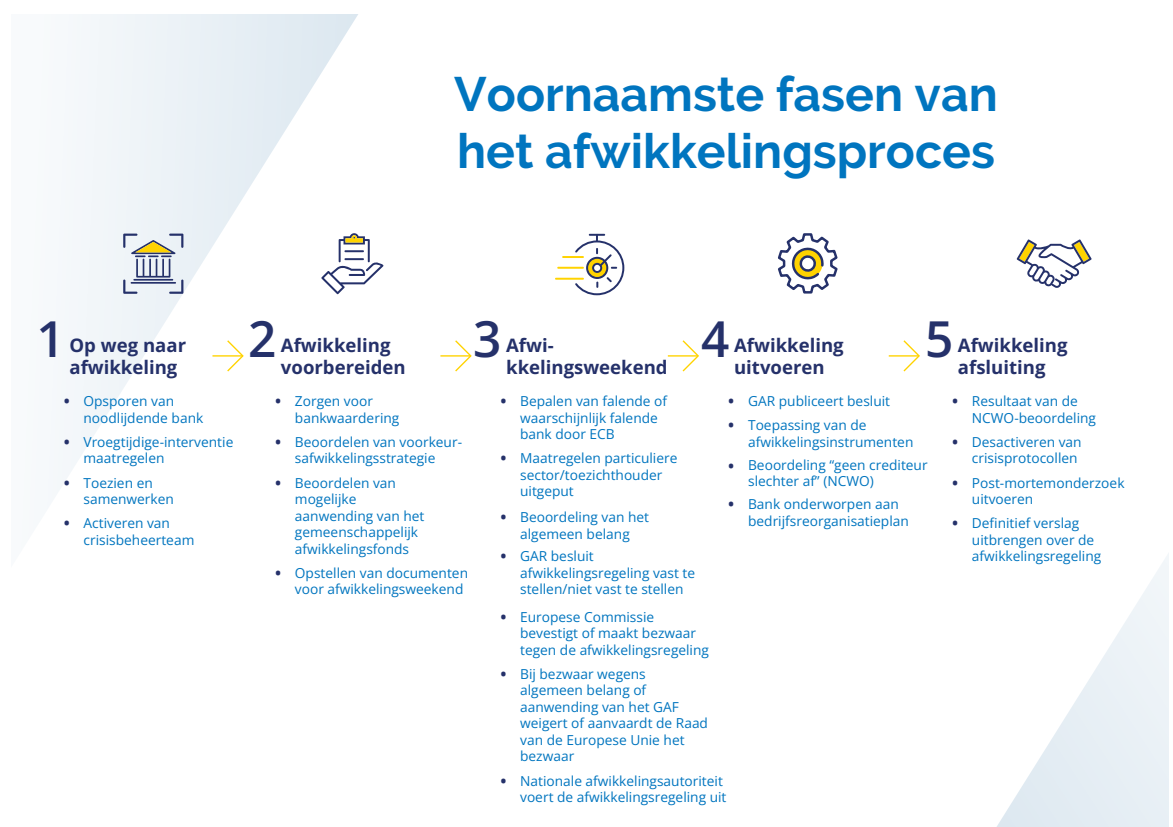 Voornaamste fasen van
het afwikkelingsproces
1 Op weg naar
afwikkeling
• Opsporen van
noodlijdende bank
• Vroegtijdige-interventie
maatregelen
• Toezien en
samenwerken
• Activeren van
crisisbeheerteam
2 Afwikkeling
voorbereiden
• Zorgen voor
bankwaardering
• Beoordelen van voorkeur-
safwikkelingsstrategie
• Beoordelen van
mogelijke
aanwending van het
gemeenschappelijk
afwikkelingsfonds
• Opstellen van documenten
voor afwikkelingsweekend
3 Afwi-
kkelingsweekend
• Bepalen van falende of
waarschijnlijk falende
bank door ECB
• Maatregelen particuliere
sector/toezichthouder
uitgeput
• Beoordeling van het
algemeen belang
• GAR besluit
afwikkelingsregeling vast te
stellen/niet vast te stellen
• Europese Commissie
bevestigt of maakt bezwaar
tegen de afwikkelingsregeling
• Bij bezwaar wegens
algemeen belang of
aanwending van het GAF
weigert of aanvaardt de Raad
van de Europese Unie het
bezwaar
• Nationale afwikkelingsautoriteit
voert de afwikkelingsregeling uit
4 Afwikkeling
uitvoeren
• GAR publiceert besluit
• Toepassing van de
afwikkelingsinstrumenten
• Beoordeling “geen crediteur
slechter af” (NCWO)
• Bank onderworpen aan
bedrijfsreorganisatieplan
5 Afwikkeling
afsluiting
• Resultaat van de
NCWO-beoordeling
• Desactiveren van
crisisprotocollen
• Post-mortemonderzoek
uitvoeren
• Definitief verslag
uitbrengen over de
afwikkelingsregeling